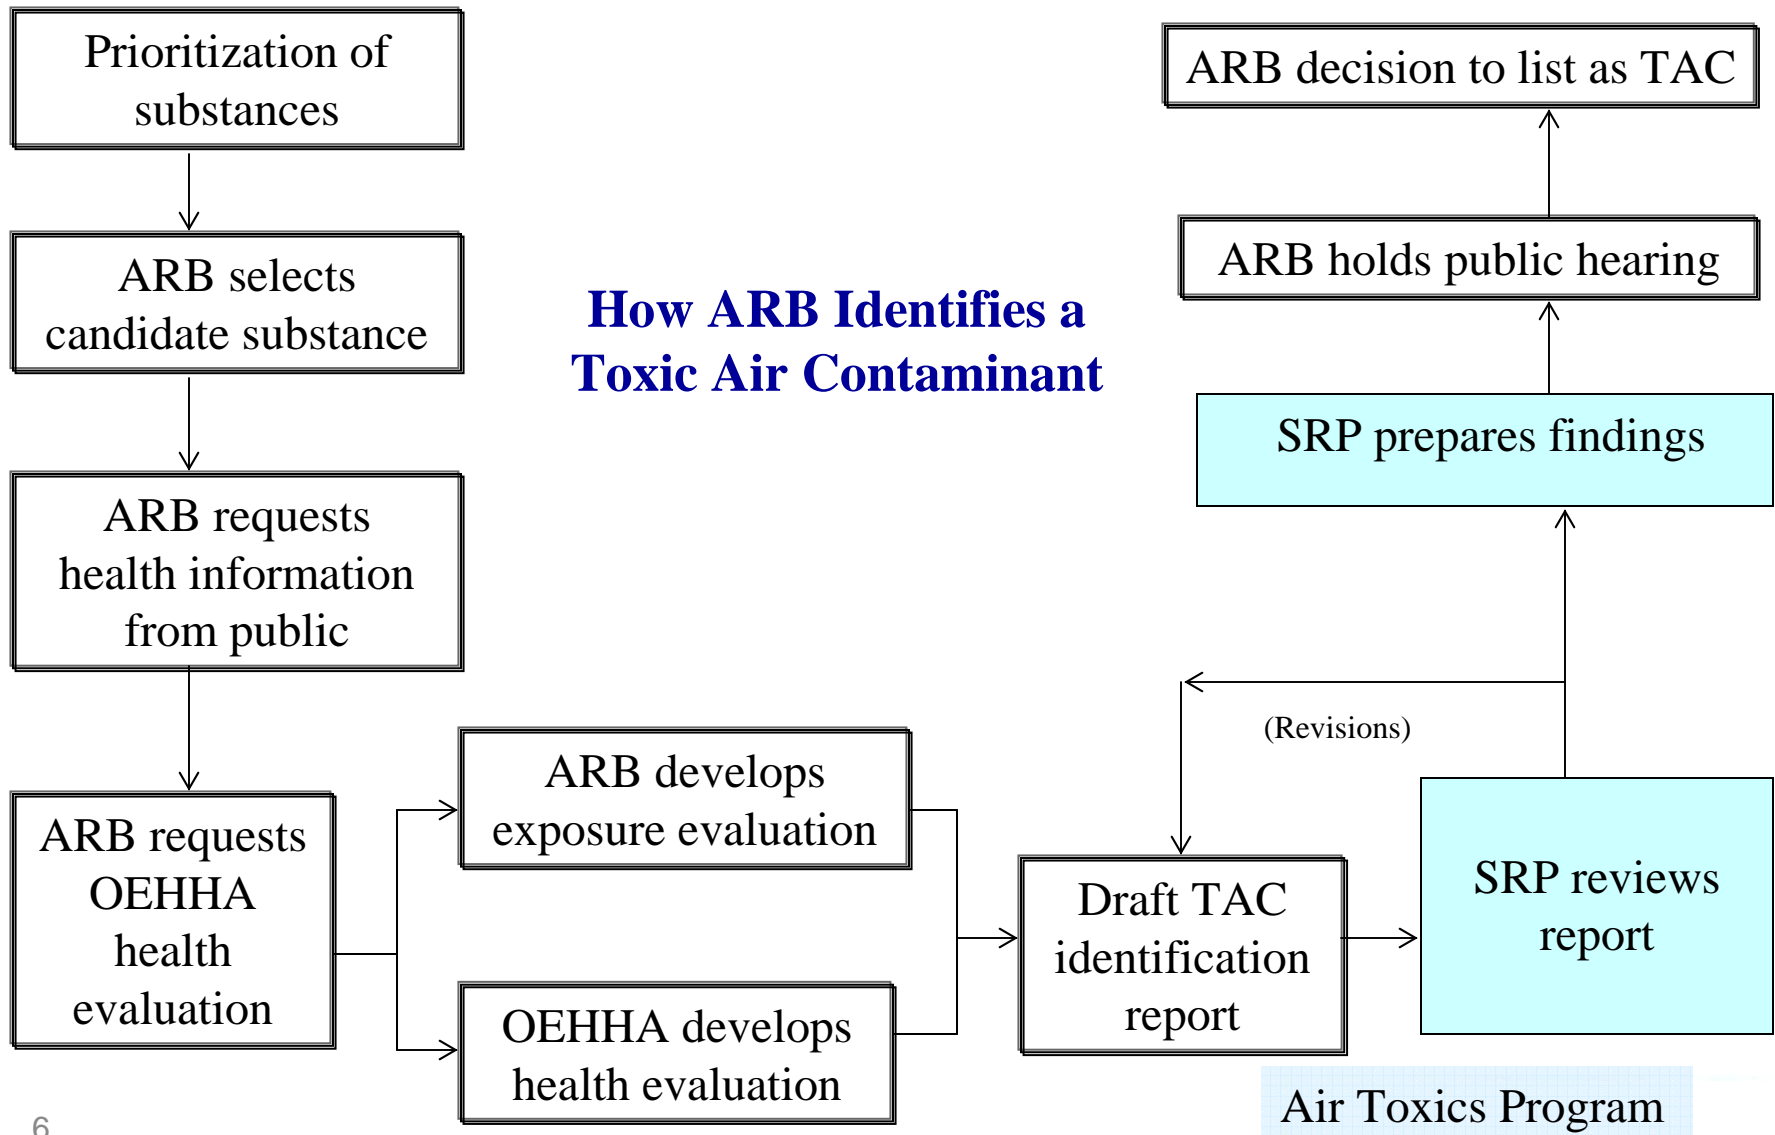 Prioritization of
substances
ARB selects
candidate substance
ARB requests
health information
from public
ARB requests
OEHHA
health
evaluation
ARB develops
exposure evaluation
OEHHA develops
health evaluation
How ARB Identifies a
Toxic Air Contaminant
Draft TAC
identification
report
(Revisions)
SRP reviews
report
SRP prepares findings
ARB holds public hearing
ARB decision to list as TAC
Air Toxics Program
6